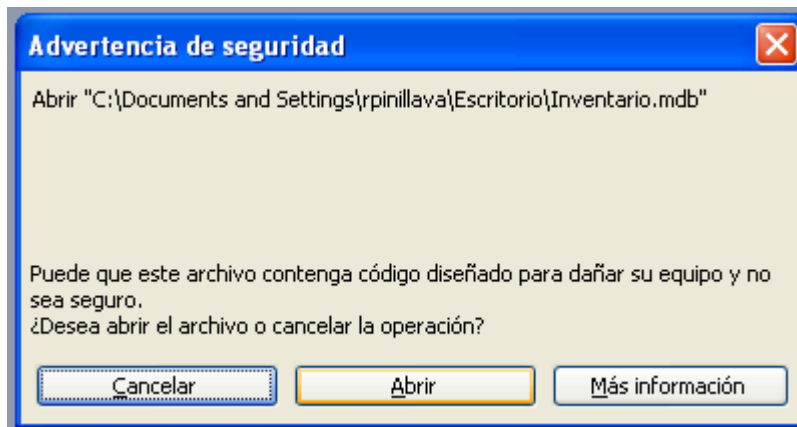 Advertencia de seguridad
Abrir "C:\Documents and Settings\rpinillava\Escritorio\Inventario.mdb"
Puede que este archivo contenga código diseñado para dañar su equipo y no
sea seguro.
¿Desea abrir el archivo o cancelar la operación?
Cancelar Abrir Más información